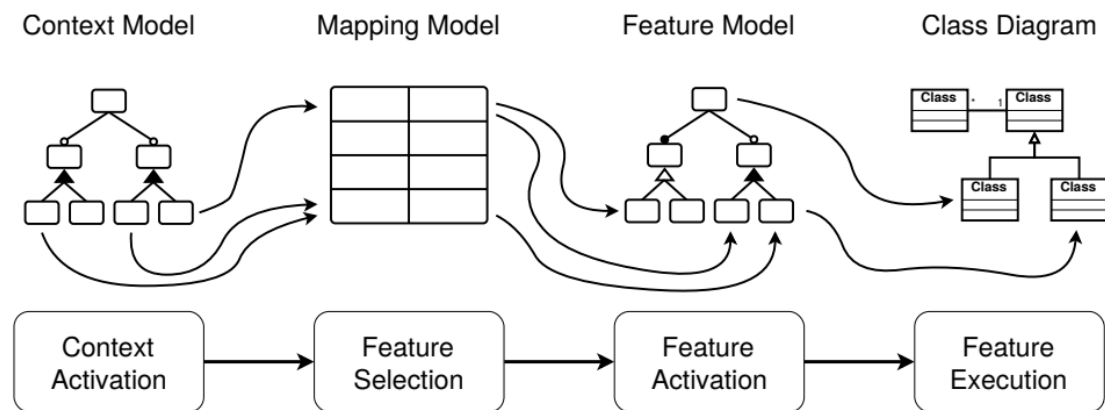 Context Model
Mapping Model
Feature Model
Class Diagram
Class
* 1
Class
Class
Class
Context
Activation
Feature
Selection
Feature
Activation
Feature
Execution